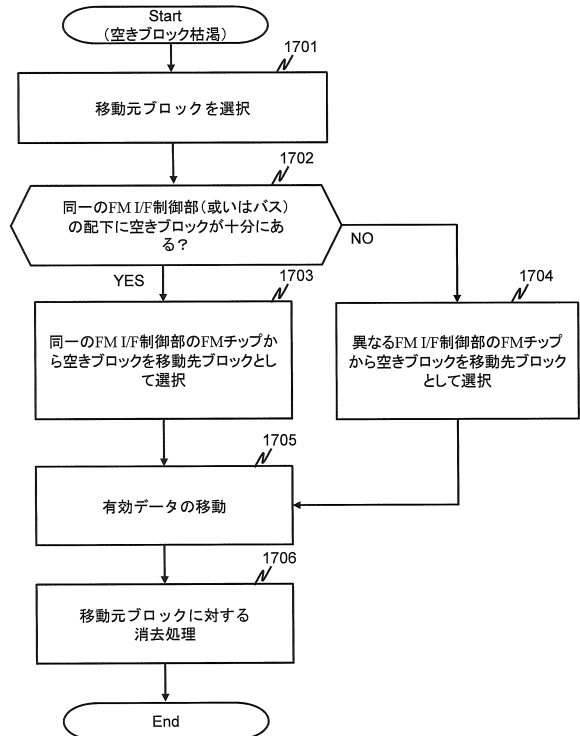 Start
(空きブロック枯渇)
1701
移動元ブロックを選択
1702
同一のFM I/F制御部(或いはバス)
の配下に空きブロックが十分にあ
る?
NO
YES
1703
同一のFM I/F制御部のFMチップか
ら空きブロックを移動先ブロックとし
て選択
1704
異なるFM I/F制御部のFMチップ
から空きブロックを移動先ブロック
として選択
1705
有効データの移動
1706
移動元ブロックに対する
消去処理
End